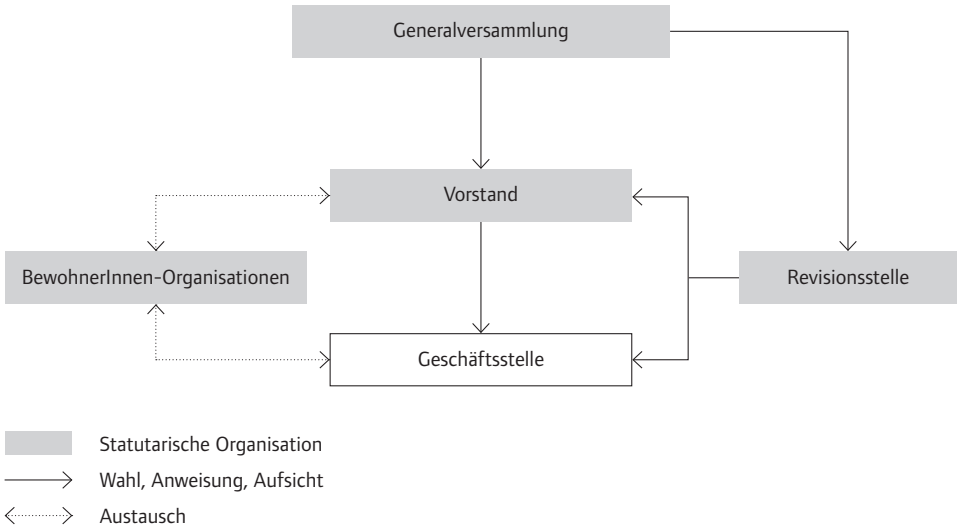 Generalversammlung
Vorstand
BewohnerInnen-Organisationen
Revisionsstelle
Geschäftsstelle
Statutarische Organisation
Wahl, Anweisung, Aufsicht
Austausch